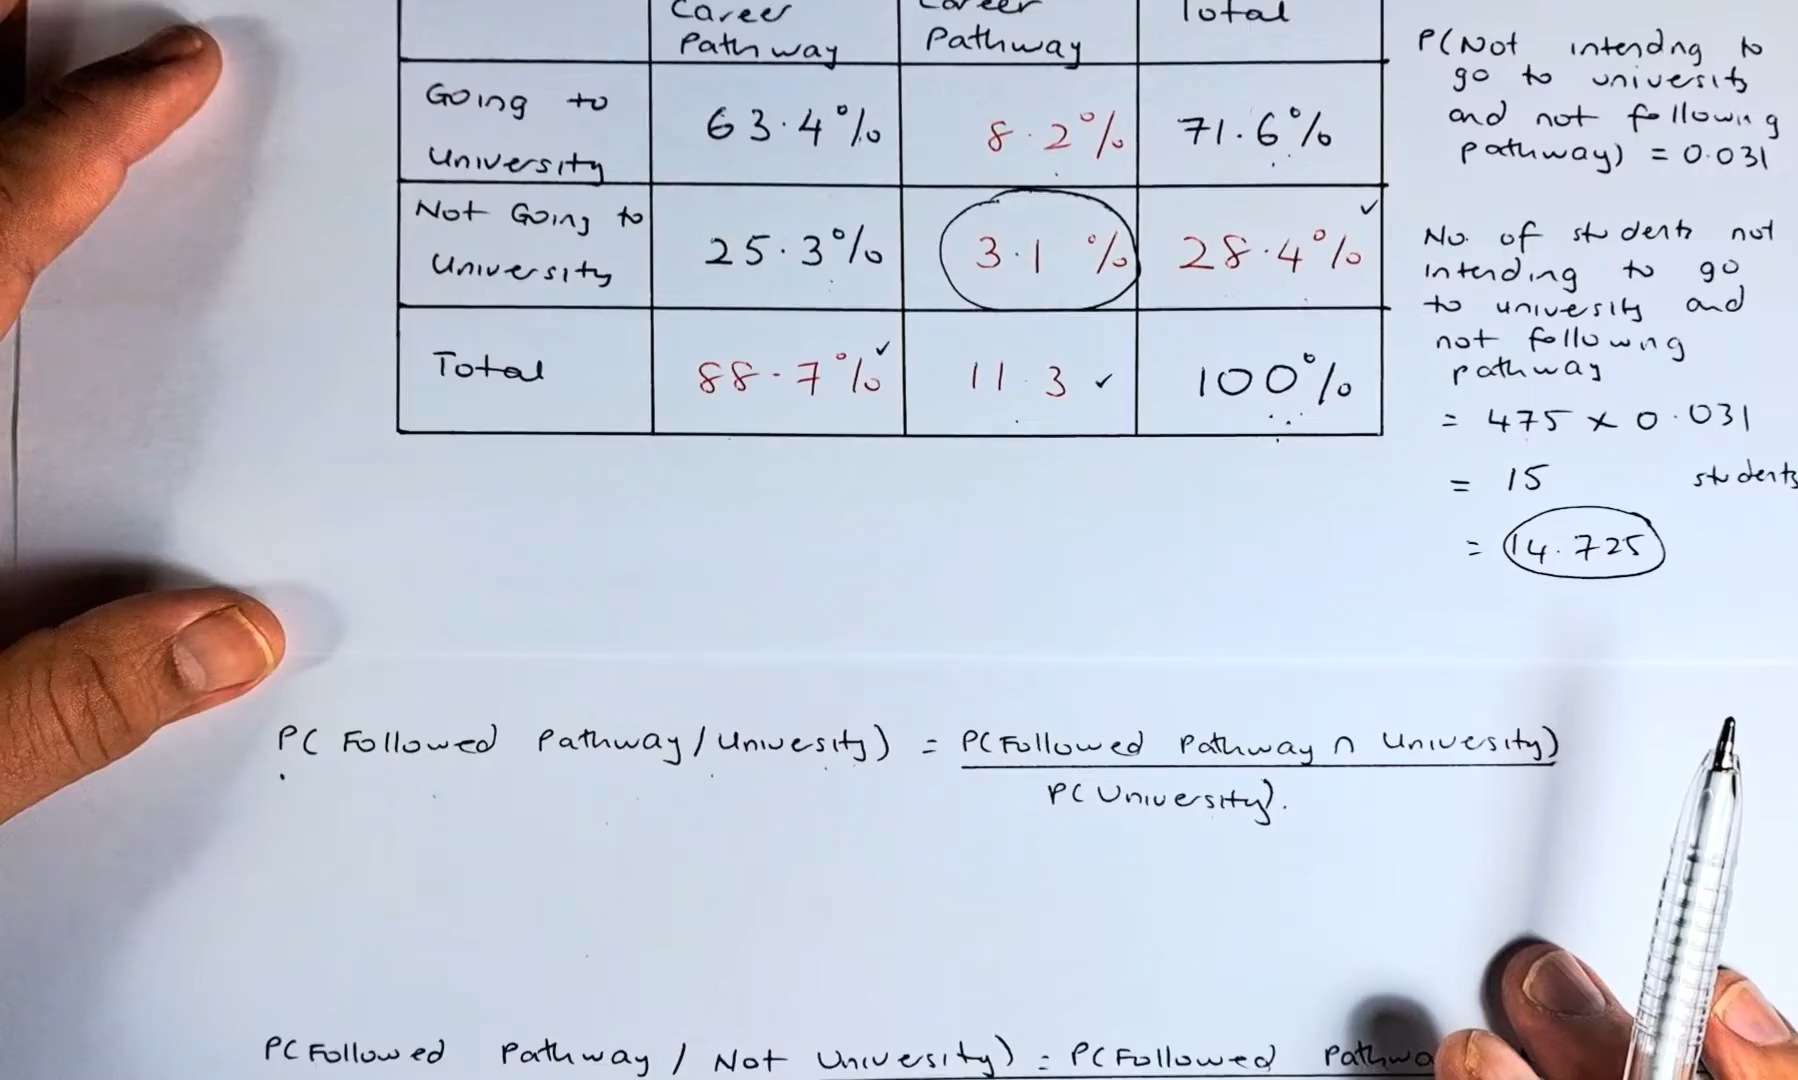 Career
Pathway
Career
Pathway
Total
Going to
University
63.4%
8.2%
71.6%
Not Going to
University
25.3%
3.1 %
28.4% ✓
Total
88.7% ✓
11.3 ✓
100%
P(Not intending to
go to university
and not following
pathway) = 0.031
No. of students not
intending to go
to university and
not following
pathway
= 475 × 0.031
= 15 students
= 14.725
P( Followed Pathway / University) = P(Followed Pathway ∩ University)
P(University).
P(Followed Pathway / Not University) = P(Followed